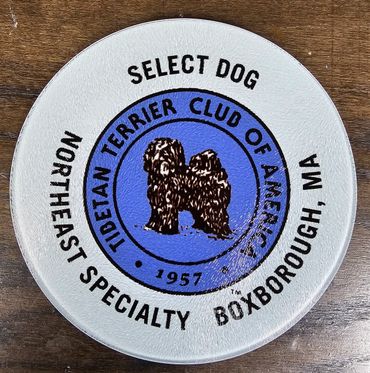 SELECT DOG
TIBETAN TERRIER CLUB OF AMERICA
• 1957 •
NORTHEAST SPECIALTY BOXBOROUGH, MA
™